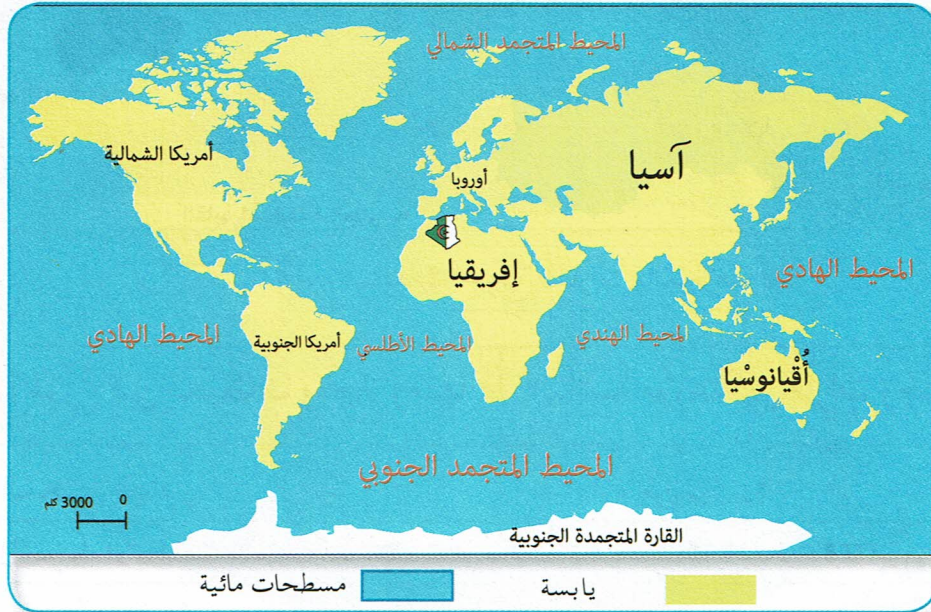 المحيط المتجمد الشمالي
أمريكا الشمالية
آسيا
أوروبا
إفريقيا
المحيط الهادي
المحيط الهادي
أمريكا الجنوبية
المحيط الأطلسي
المحيط الهندي
أُقْيانوسْيا
المحيط المتجمد الجنوبي
0 3000 كلم
القارة المتجمدة الجنوبية
يابسة
مسطحات مائية